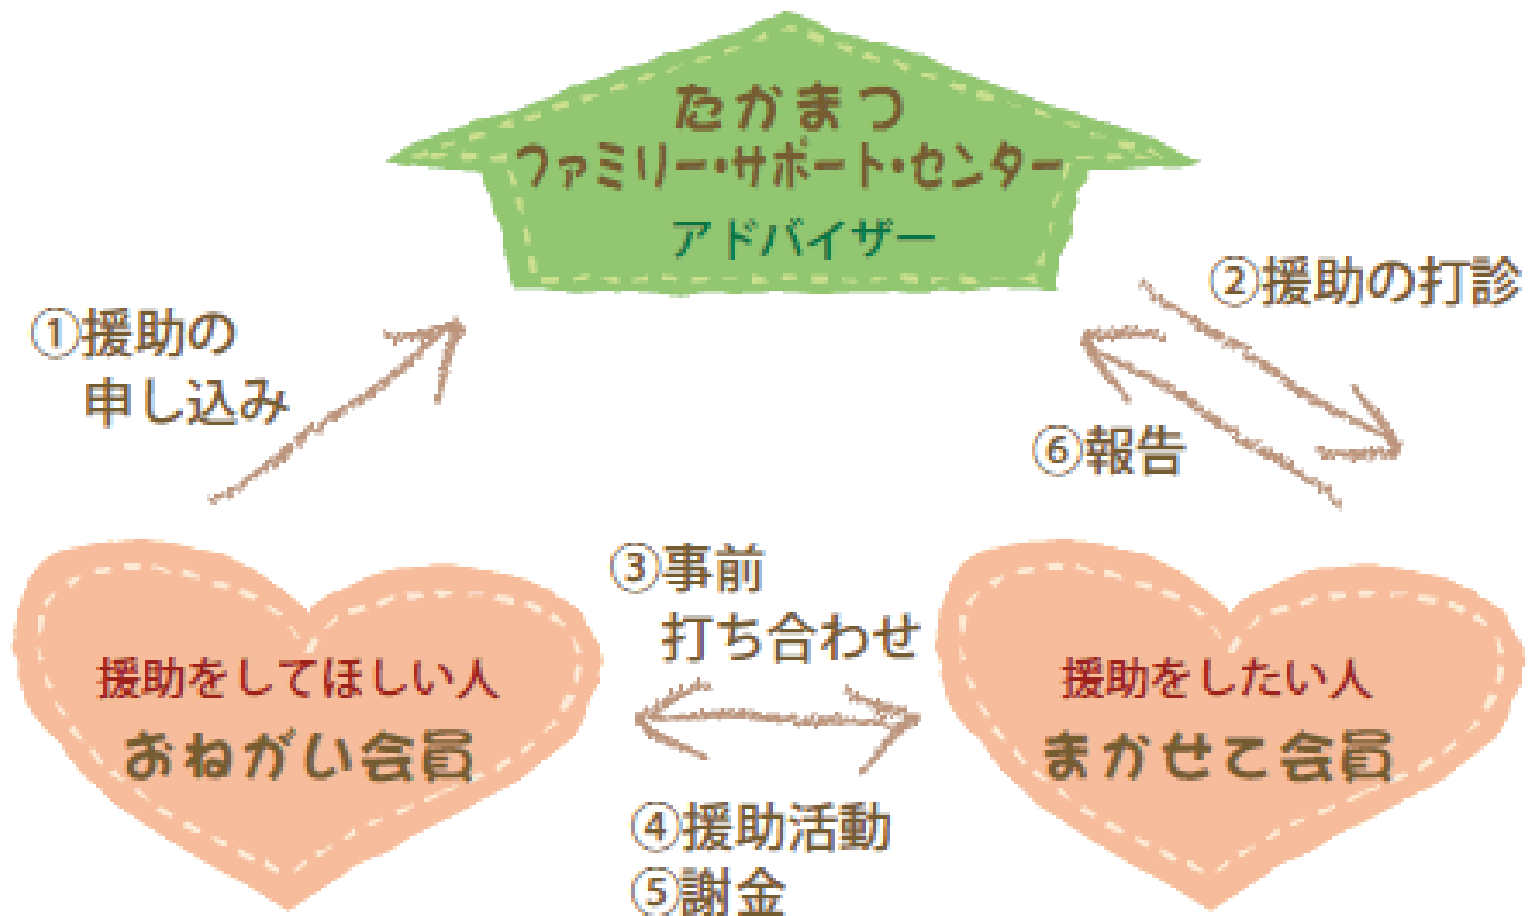 たかまつ
ファミリー・サポート・センター
アドバイザー
①援助の
申し込み
②援助の打診
⑥報告
③事前
打ち合わせ
援助をしてほしい人
おねがい会員
援助をしたい人
まかせて会員
④援助活動
⑤謝金